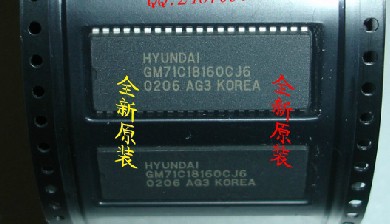 HYUNDAI
GM71C18160CJ6
0206 AG3 KOREA
全新原装
全新原装
HYUNDAI
GM71C18160CJ6
0206 AG3 KOREA